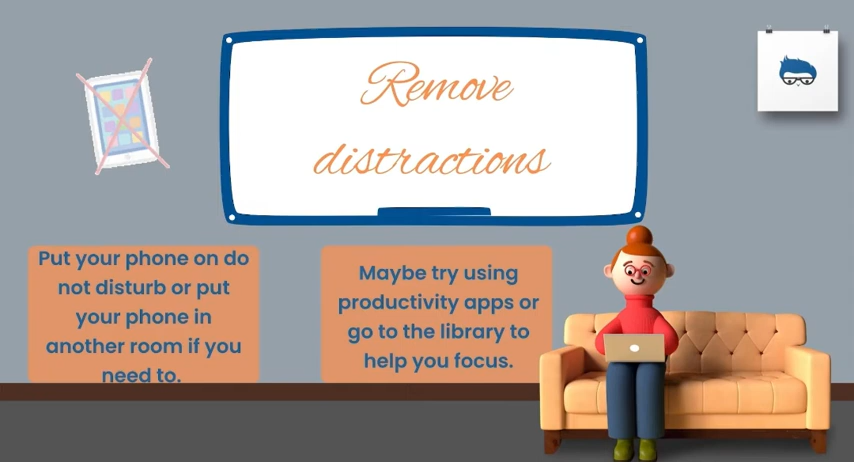 Remove
distractions
Put your phone on do
not disturb or put
your phone in
another room if you
need to.
Maybe try using
productivity apps or
go to the library to
help you focus.